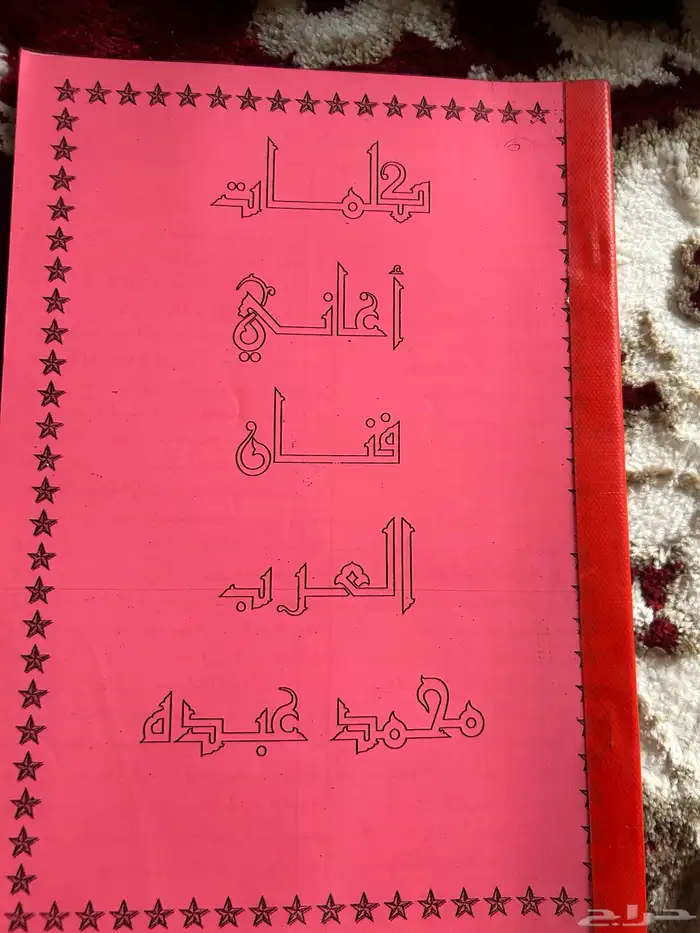 كلمات
أغاني
فنان
العرب
محمد عبده
حراج